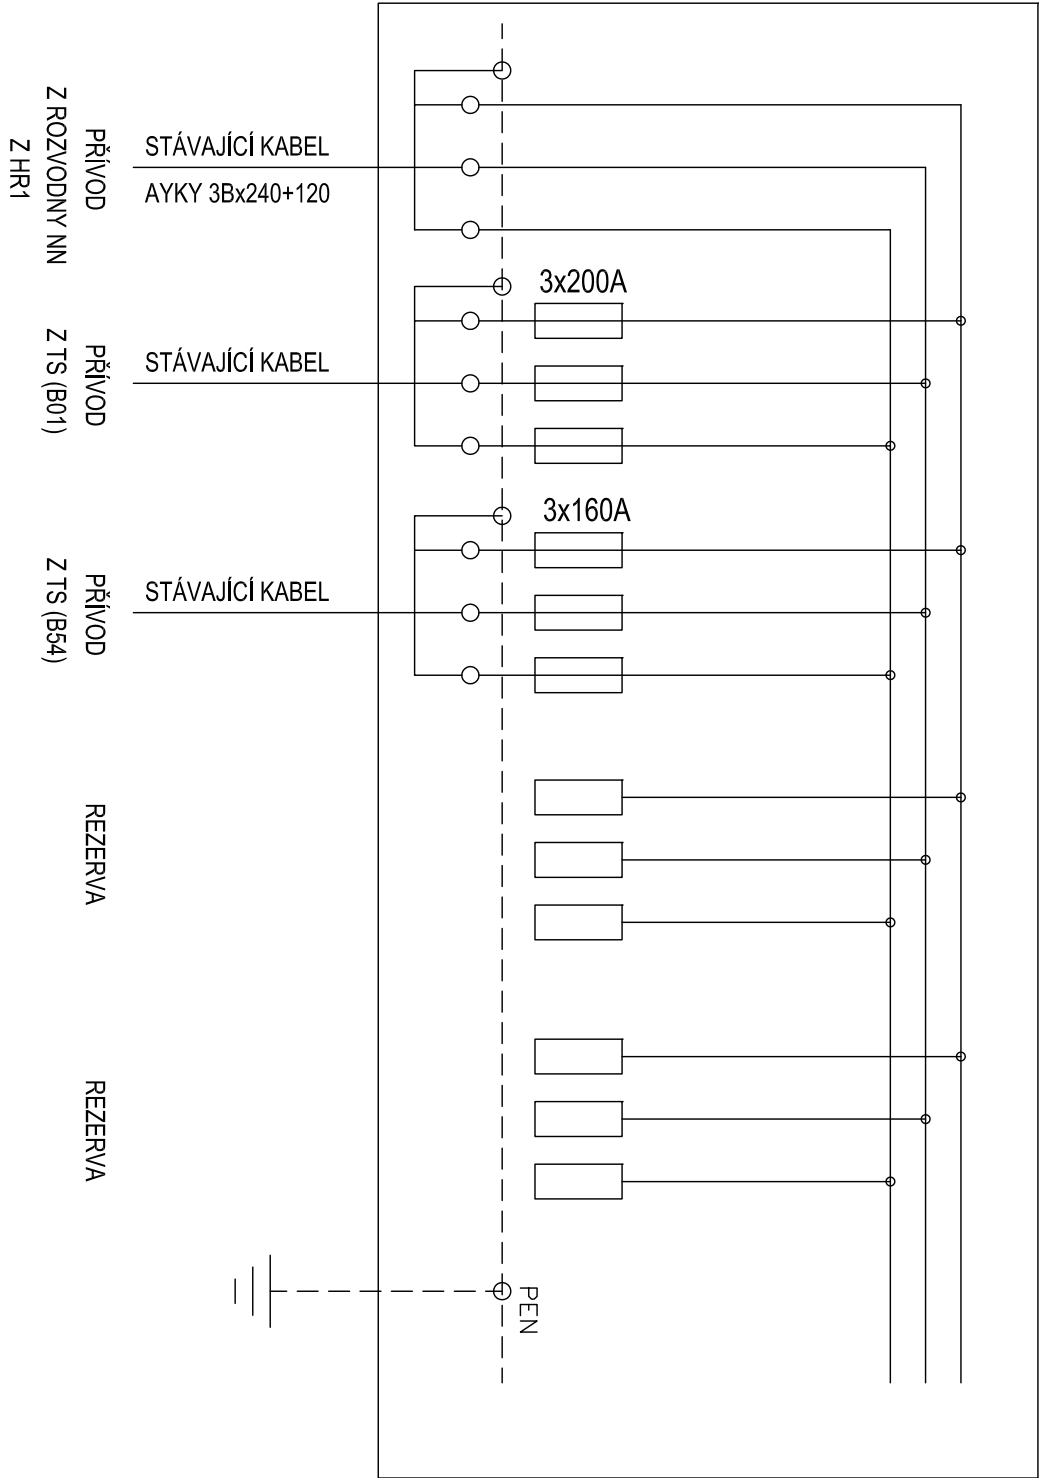 PŘÍVOD
Z ROZVODNY NN
Z HR1
STÁVAJÍCÍ KABEL
AYKY 3Bx240+120
3x200A
PŘÍVOD
Z TS (B01)
STÁVAJÍCÍ KABEL
3x160A
PŘÍVOD
Z TS (B54)
STÁVAJÍCÍ KABEL
REZERVA
REZERVA
PEN